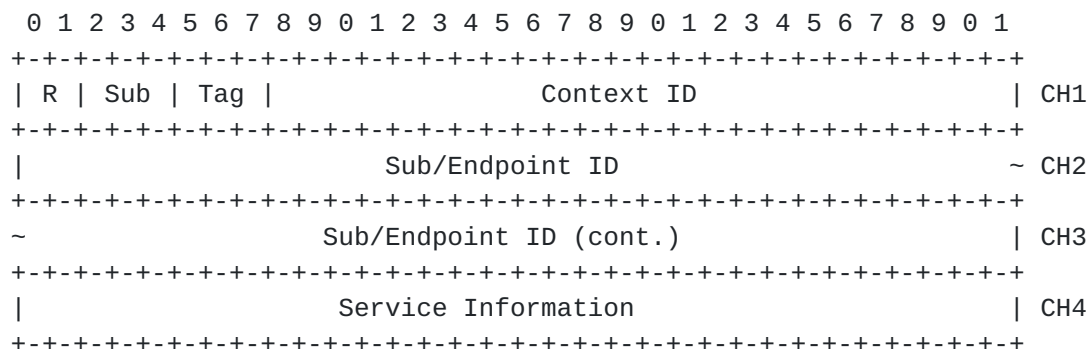 0 1 2 3 4 5 6 7 8 9 0 1 2 3 4 5 6 7 8 9 0 1 2 3 4 5 6 7 8 9 0 1
+-+-+-+-+-+-+-+-+-+-+-+-+-+-+-+-+-+-+-+-+-+-+-+-+-+-+-+-+-+-+-+-+
| R | Sub | Tag |                 Context ID                    | CH1
+-+-+-+-+-+-+-+-+-+-+-+-+-+-+-+-+-+-+-+-+-+-+-+-+-+-+-+-+-+-+-+-+
|                       Sub/Endpoint ID                         ~ CH2
+-+-+-+-+-+-+-+-+-+-+-+-+-+-+-+-+-+-+-+-+-+-+-+-+-+-+-+-+-+-+-+-+
~                   Sub/Endpoint ID (cont.)                     | CH3
+-+-+-+-+-+-+-+-+-+-+-+-+-+-+-+-+-+-+-+-+-+-+-+-+-+-+-+-+-+-+-+-+
|                    Service Information                        | CH4
+-+-+-+-+-+-+-+-+-+-+-+-+-+-+-+-+-+-+-+-+-+-+-+-+-+-+-+-+-+-+-+-+